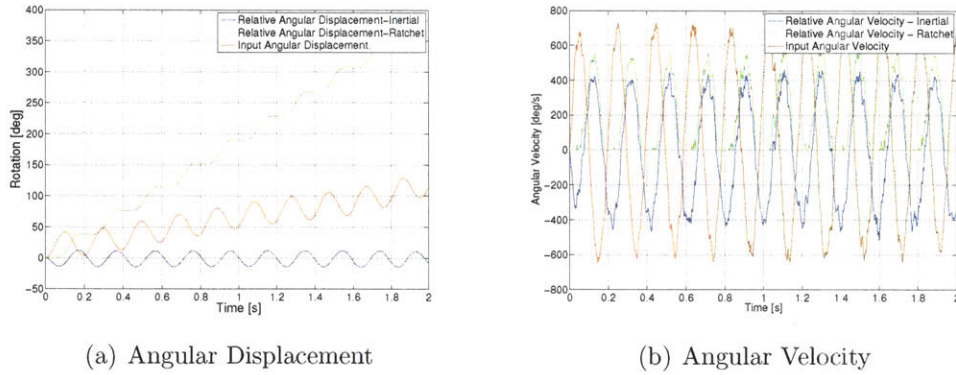 400
350
300
250
200
150
100
50
0
−50
Rotation [deg]
Relative Angular Displacement−Inertial
Relative Angular Displacement−Ratchet
Input Angular Displacement
0 0.2 0.4 0.6 0.8 1 1.2 1.4 1.6 1.8 2
Time [s]
(a) Angular Displacement
800
600
400
200
0
−200
−400
−600
−800
Angular Velocity [deg/s]
Relative Angular Velocity − Inertial
Relative Angular Velocity − Ratchet
Input Angular Velocity
0 0.2 0.4 0.6 0.8 1 1.2 1.4 1.6 1.8 2
Time [s]
(b) Angular Velocity